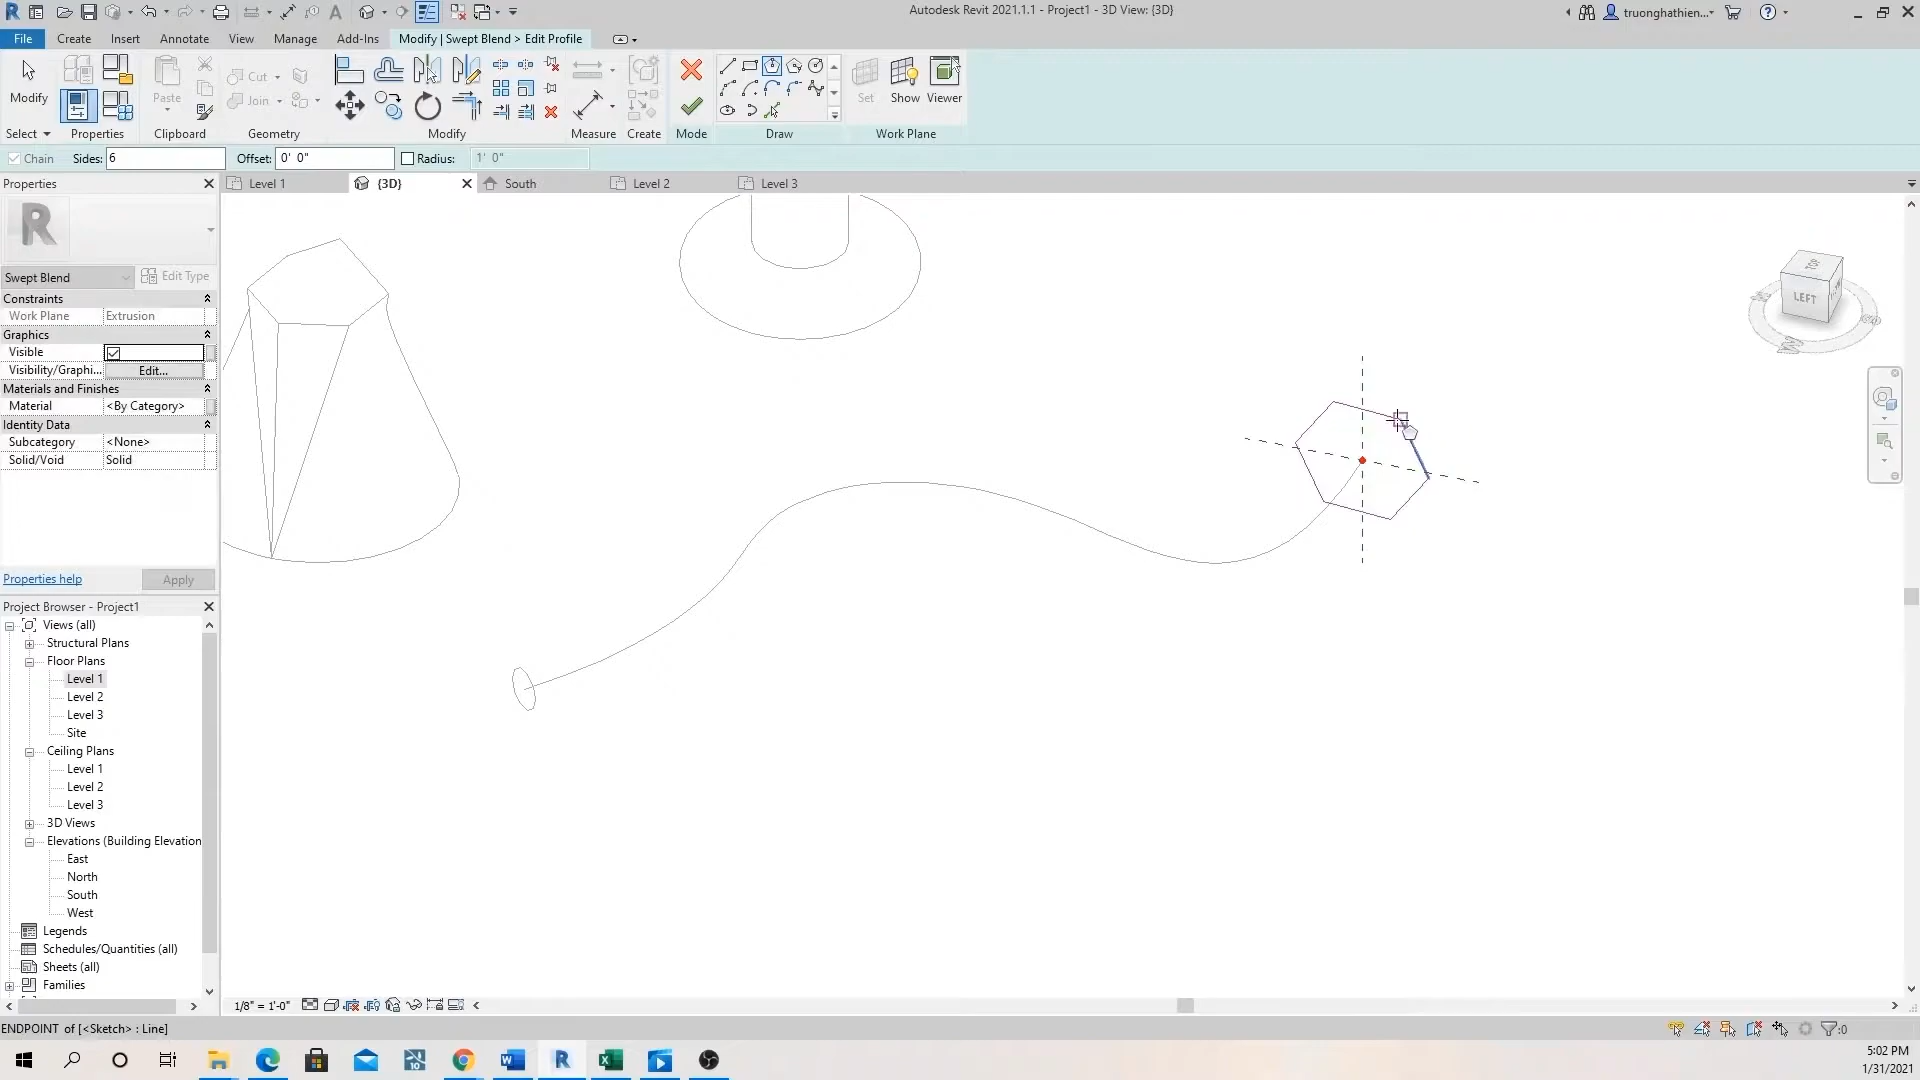 Autodesk Revit 2021.1.1 - Project1 - 3D View: {3D}
truonghathien...
File
Create
Insert
Annotate
View
Manage
Add-Ins
Modify | Swept Blend > Edit Profile
Modify
Paste
Cut
Join
Set
Show
Viewer
Select
Properties
Clipboard
Geometry
Modify
Measure
Create
Mode
Draw
Work Plane
Chain
Sides:
6
Offset:
0' 0"
Radius:
1' 0"
Properties
Level 1
{3D}
South
Level 2
Level 3
Swept Blend
Edit Type
Constraints
Work Plane
Extrusion
Graphics
Visible
Visibility/Graphi...
Edit...
Materials and Finishes
Material
<By Category>
Identity Data
Subcategory
<None>
Solid/Void
Solid
TOP
LEFT
W
Properties help
Apply
Project Browser - Project1
Views (all)
Structural Plans
Floor Plans
Level 1
Level 2
Level 3
Site
Ceiling Plans
Level 1
Level 2
Level 3
3D Views
Elevations (Building Elevation
East
North
South
West
Legends
Schedules/Quantities (all)
Sheets (all)
Families
1/8" = 1'-0"
ENDPOINT of [<Sketch> : Line]
:0
5:02 PM
1/31/2021